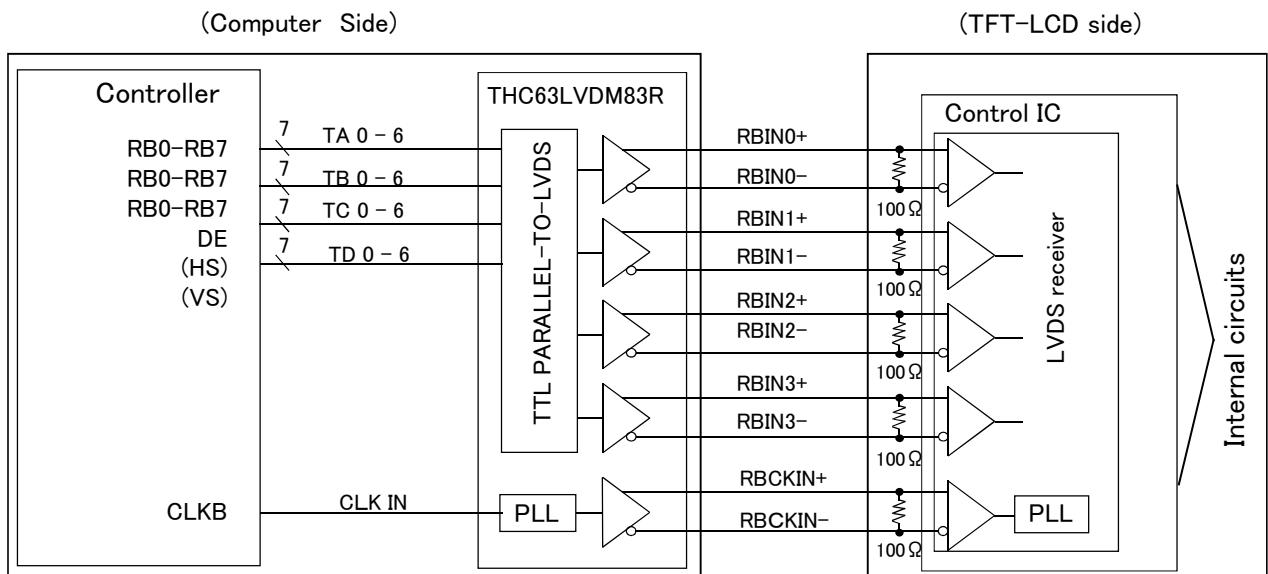 (Computer Side)
(TFT-LCD side)
Controller
THC63LVDM83R
Control IC
RB0-RB7
RB0-RB7
RB0-RB7
DE
(HS)
(VS)
CLKB
7
TA 0 - 6
7
TB 0 - 6
7
TC 0 - 6
7
TD 0 - 6
CLK IN
TTL PARALLEL-TO-LVDS
PLL
RBIN0+
RBIN0-
100Ω
RBIN1+
RBIN1-
100Ω
RBIN2+
RBIN2-
100Ω
RBIN3+
RBIN3-
100Ω
RBCKIN+
RBCKIN-
100Ω
LVDS receiver
PLL
Internal circuits